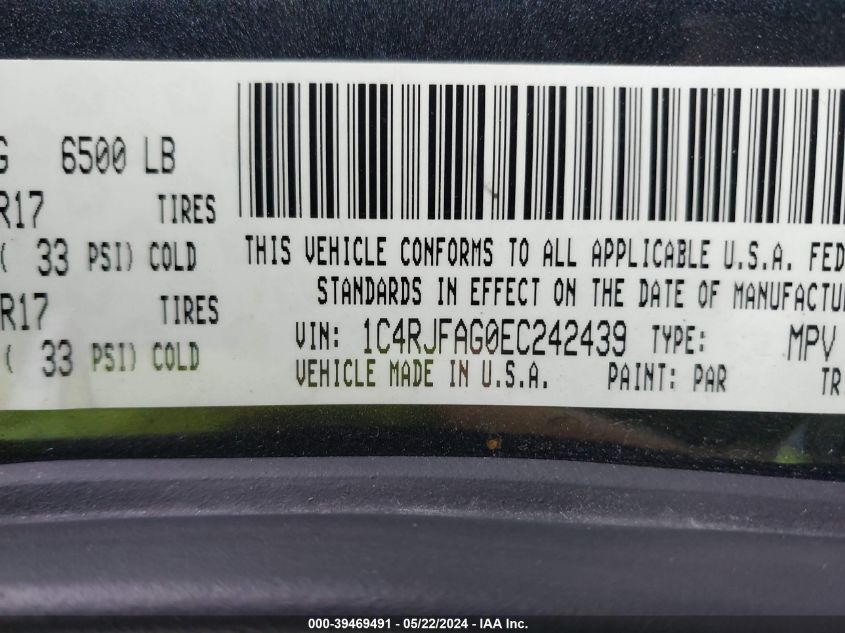 G 6500 LB
R17 TIRES
( 33 PSI) COLD
R17 TIRES
( 33 PSI) COLD
THIS VEHICLE CONFORMS TO ALL APPLICABLE U.S.A. FED
STANDARDS IN EFFECT ON THE DATE OF MANUFACTU
VIN: 1C4RJFAG0EC242439 TYPE: MPV
VEHICLE MADE IN U.S.A. PAINT: PAR TR
000-39469491 - 05/22/2024 - IAA Inc.